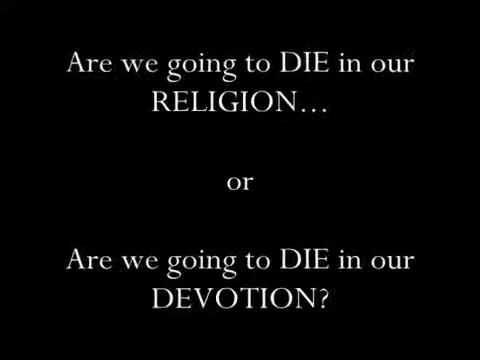 Are we going to DIE in our
RELIGION…
or
Are we going to DIE in our
DEVOTION?